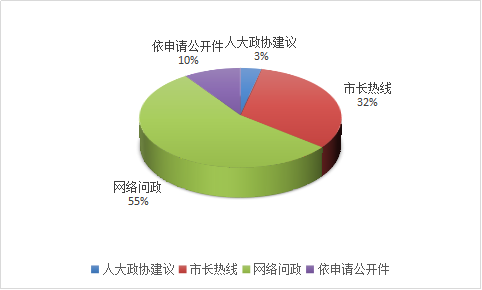 依申请公开件
10%
人大政协建议
3%
市长热线
32%
网络问政
55%
人大政协建议 市长热线 网络问政 依申请公开件